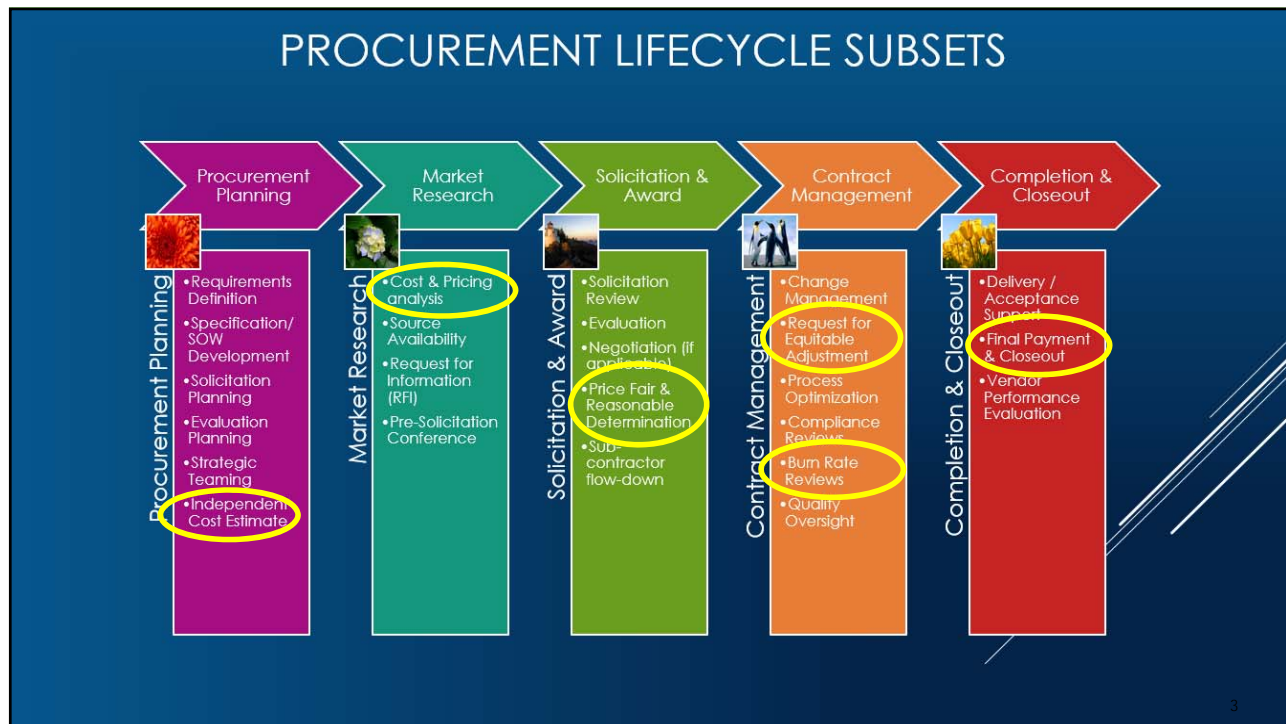 PROCUREMENT LIFECYCLE SUBSETS
Procurement
Planning
Market
Research
Solicitation &
Award
Contract
Management
Completion &
Closeout
Procurement Planning
•Requirements
Definition
•Specification/
SOW
Development
•Solicitation
Planning
•Evaluation
Planning
•Strategic
Teaming
•Independent
Cost Estimate
Market Research
•Cost & Pricing
analysis
•Source
Availability
•Request for
Information
(RFI)
•Pre-Solicitation
Conference
Solicitation & Award
•Solicitation
Review
•Evaluation
•Negotiation (if
applicable)
•Price Fair &
Reasonable
Determination
•Sub-
contractor
flow-down
Contract Management
•Change
Management
•Request for
Equitable
Adjustment
•Process
Optimization
•Compliance
Reviews
•Burn Rate
Reviews
•Quality
Oversight
Completion & Closeout
•Delivery /
Acceptance
Support
•Final Payment
& Closeout
•Vendor
Performance
Evaluation
3